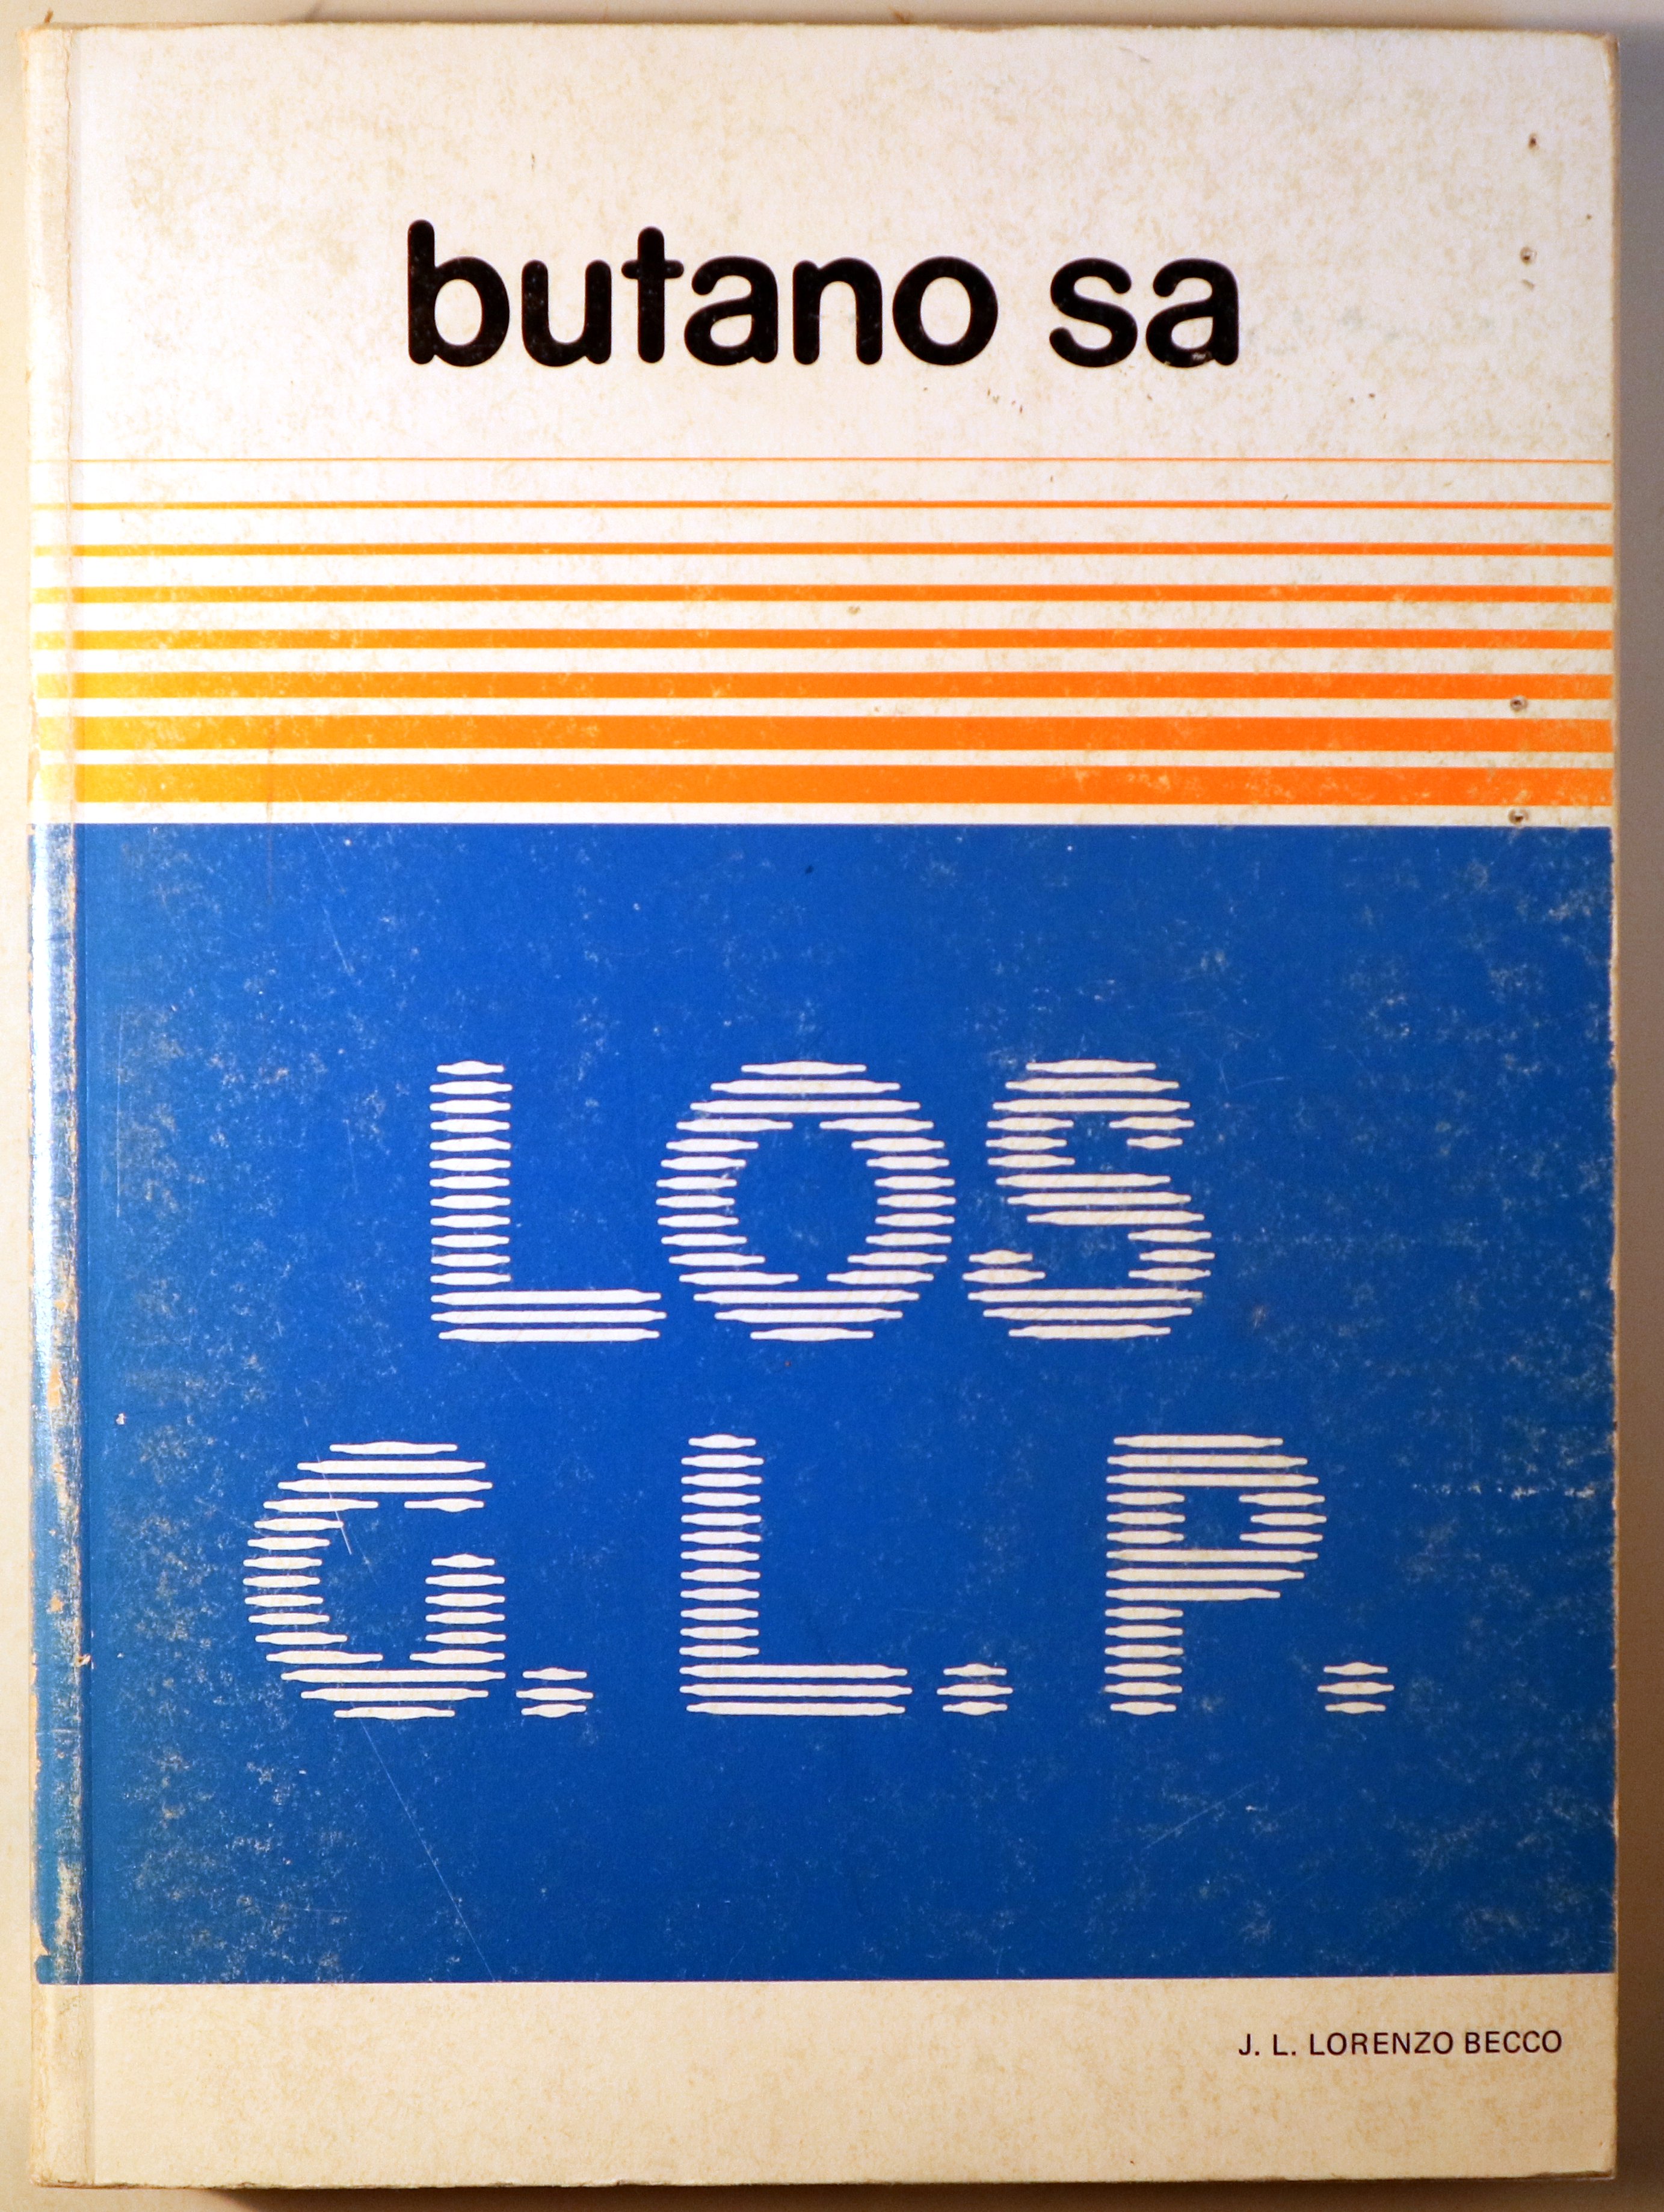 butano sa
LOS
G.L.P.
J. L. LORENZO BECCO